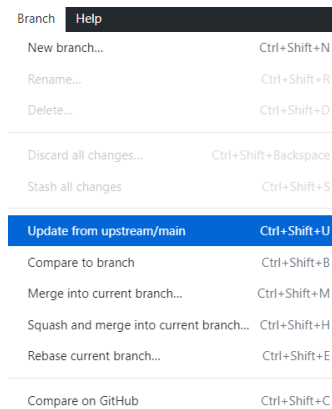 Branch Help
New branch... Ctrl+Shift+N
Rename... Ctrl+Shift+R
Delete... Ctrl+Shift+D
Discard all changes... Ctrl+Shift+Backspace
Stash all changes Ctrl+Shift+S
Update from upstream/main Ctrl+Shift+U
Compare to branch Ctrl+Shift+B
Merge into current branch... Ctrl+Shift+M
Squash and merge into current branch... Ctrl+Shift+H
Rebase current branch... Ctrl+Shift+E
Compare on GitHub Ctrl+Shift+C